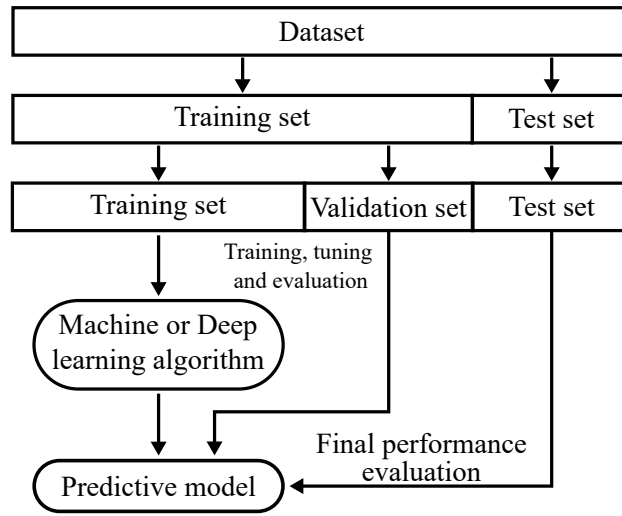 Dataset
Training set
Test set
Training set
Validation set
Test set
Training, tuning
and evaluation
Machine or Deep
learning algorithm
Final performance
evaluation
Predictive model